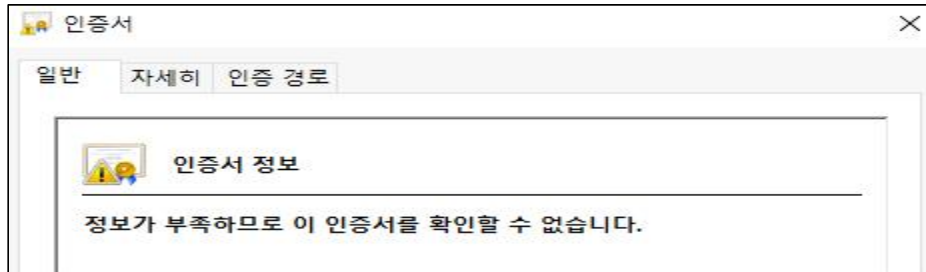 인증서
일반 자세히 인증 경로
인증서 정보
정보가 부족하므로 이 인증서를 확인할 수 없습니다.